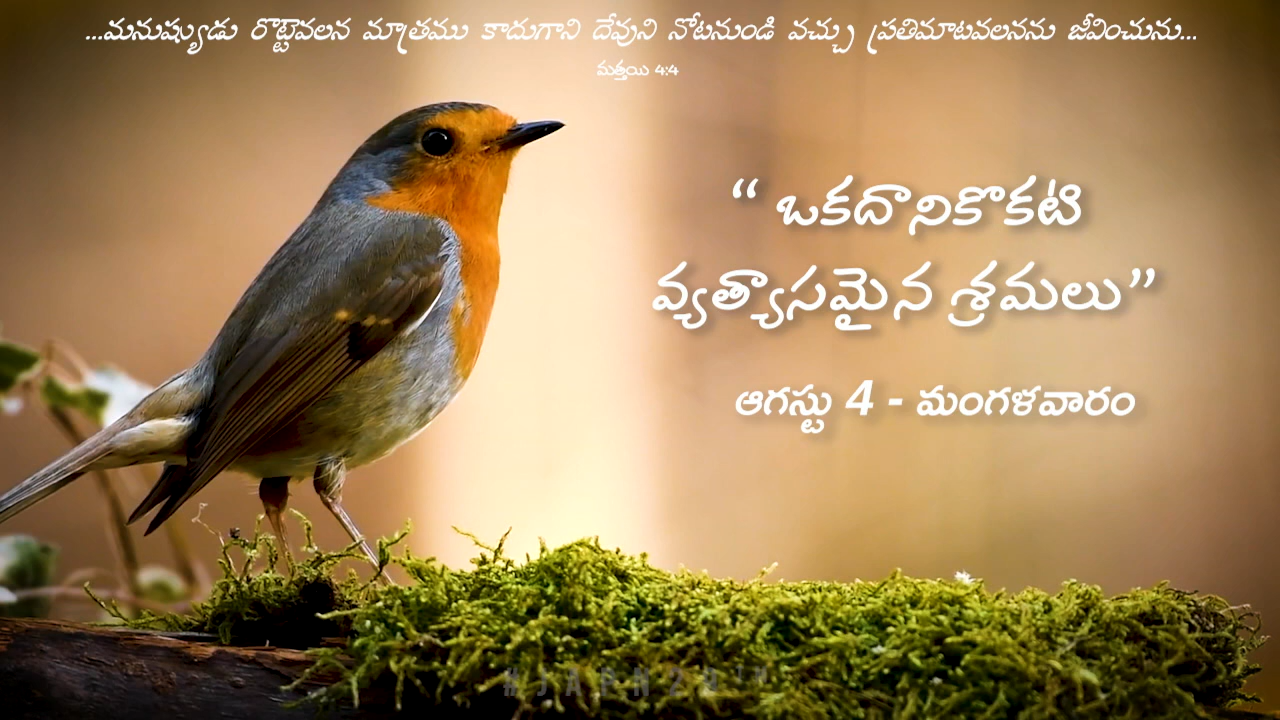 ...మనుష్యుడు రొట్టెవలన మాత్రము కాదుగాని దేవుని నోటనుండి వచ్చు ప్రతిమాటవలనను జీవించును...
మత్తయి 4:4
“ ఒకదానికొకటి
వ్యత్యాసమైన శ్రమలు”
ఆగస్టు 4 - మంగళవారం